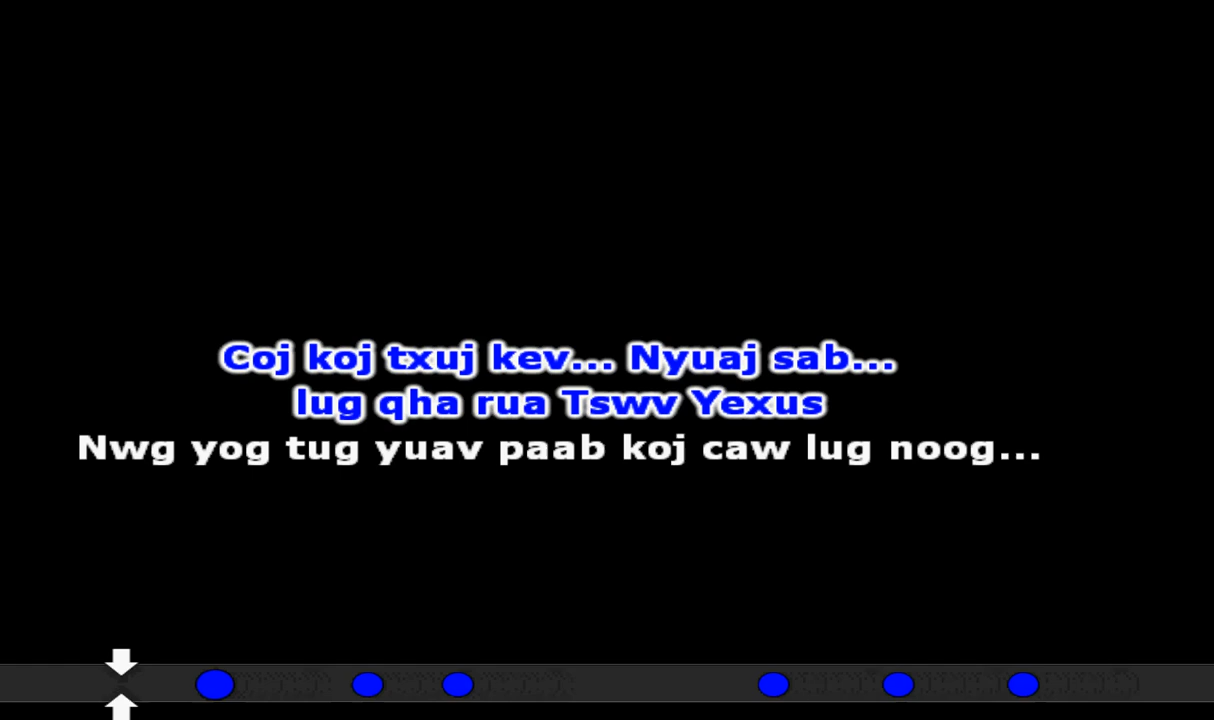 Coj koj txuj kev... Nyuaj sab...
lug qha rua Tswv Yexus
Nwg yog tug yuav paab koj caw lug noog...